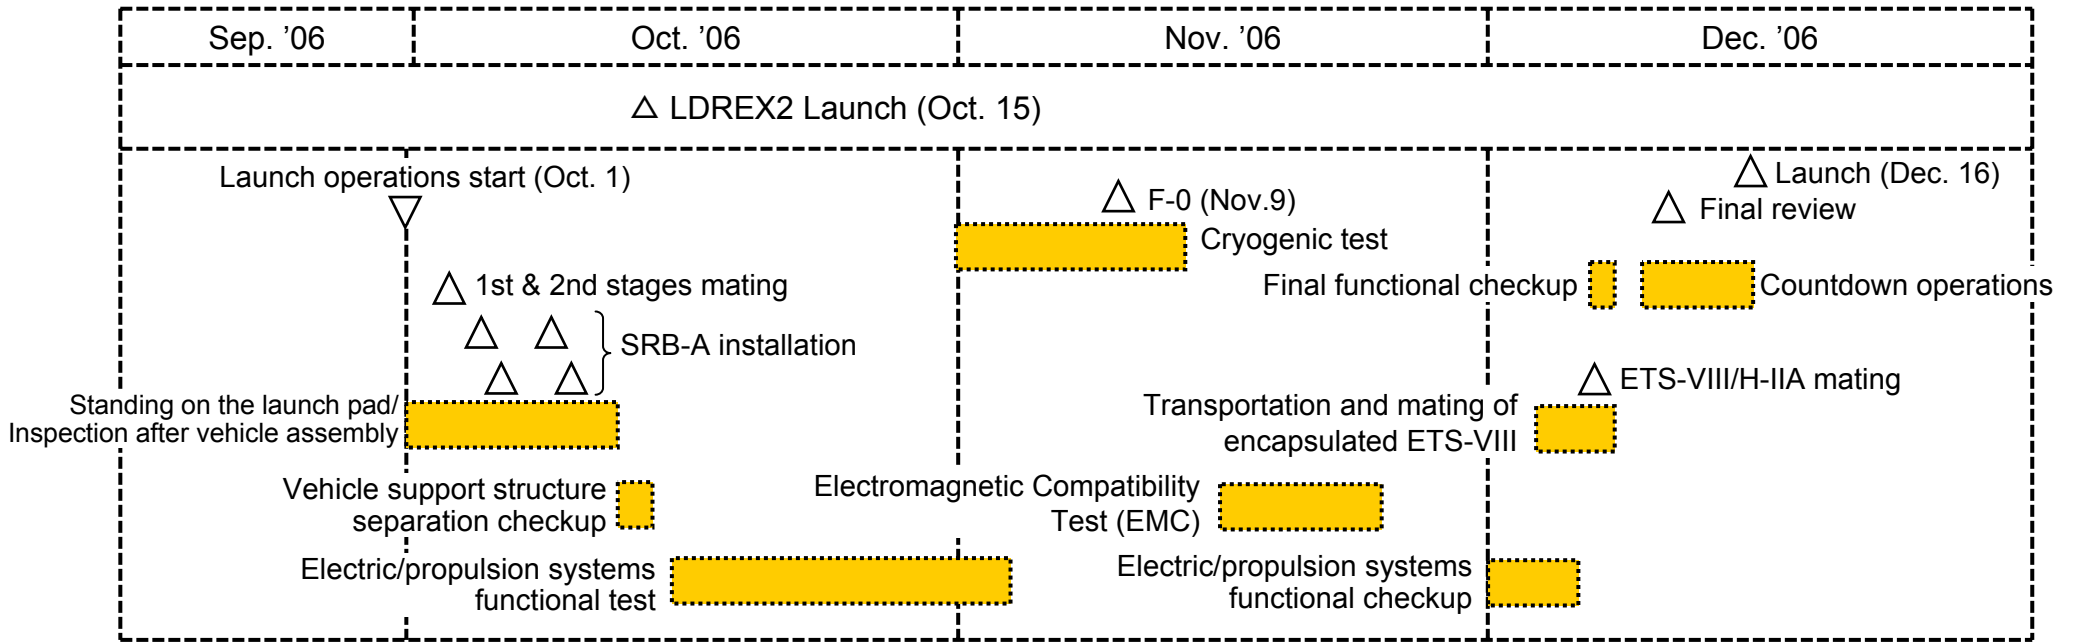 Sep. ’06
Oct. ’06
Nov. ’06
Dec. ’06
LDREX2 Launch (Oct. 15)
Launch operations start (Oct. 1)
Launch (Dec. 16)
F-0 (Nov.9)
Final review
Cryogenic test
Final functional checkup
Countdown operations
1st & 2nd stages mating
SRB-A installation
ETS-VIII/H-IIA mating
Standing on the launch pad/
Inspection after vehicle assembly
Transportation and mating of
encapsulated ETS-VIII
Vehicle support structure
separation checkup
Electromagnetic Compatibility
Test (EMC)
Electric/propulsion systems
functional test
Electric/propulsion systems
functional checkup